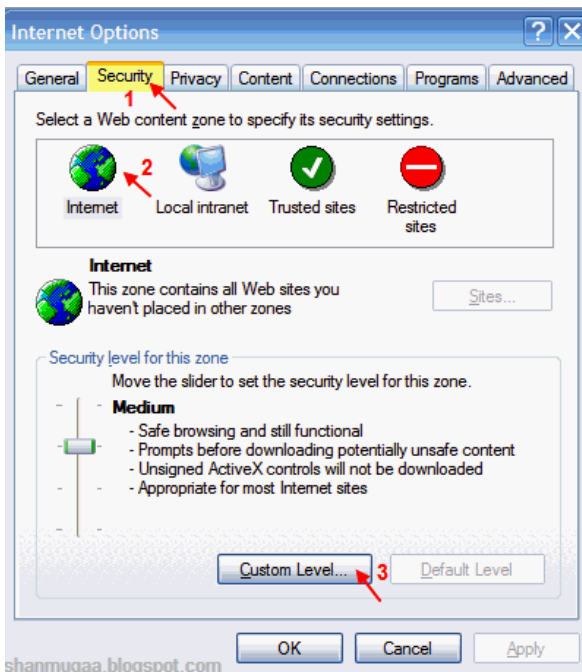 Internet Options
General Security Privacy Content Connections Programs Advanced
1
Select a Web content zone to specify its security settings.
2
Internet Local intranet Trusted sites Restricted
sites
Internet
This zone contains all Web sites you
haven't placed in other zones
Sites...
Security level for this zone
Move the slider to set the security level for this zone.
Medium
- Safe browsing and still functional
- Prompts before downloading potentially unsafe content
- Unsigned ActiveX controls will not be downloaded
- Appropriate for most Internet sites
Custom Level... 3 Default Level
OK Cancel Apply
shanmugaa.blogspot.com